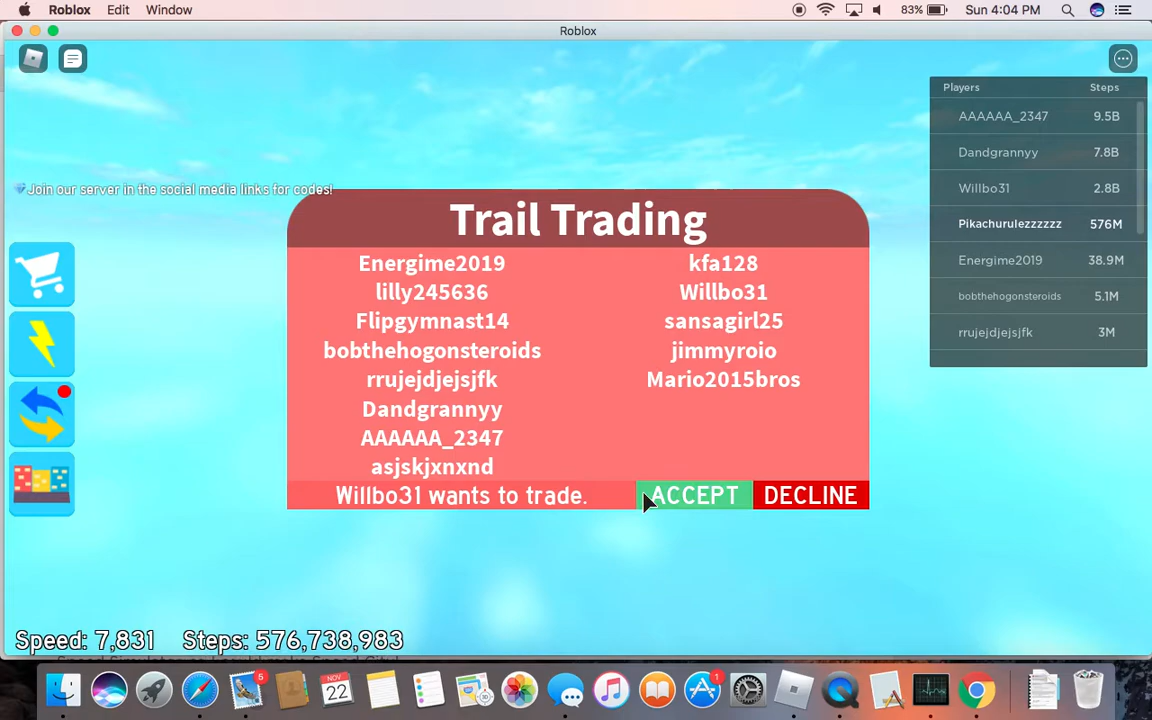 Roblox Edit Window 83% Sun 4:04 PM
Roblox
Players Steps
AAAAAA_2347 9.5B
Dandgrannyy 7.8B
Willbo31 2.8B
Pikachurulezzzzzz 576M
Energime2019 38.9M
bobthehogonsteroids 5.1M
rrujejdjejsjfk 3M
Join our server in the social media links for codes!
Trail Trading
Energime2019 kfa128
lilly245636 Willbo31
Flipgymnast14 sansagirl25
bobthehogonsteroids jimmyroio
rrujejdjejsjfk Mario2015bros
Dandgrannyy
AAAAAA_2347
asjskjxnxnd
Willbo31 wants to trade. ACCEPT DECLINE
Speed: 7,831 Steps: 576,738,983
6 NOV 22 1